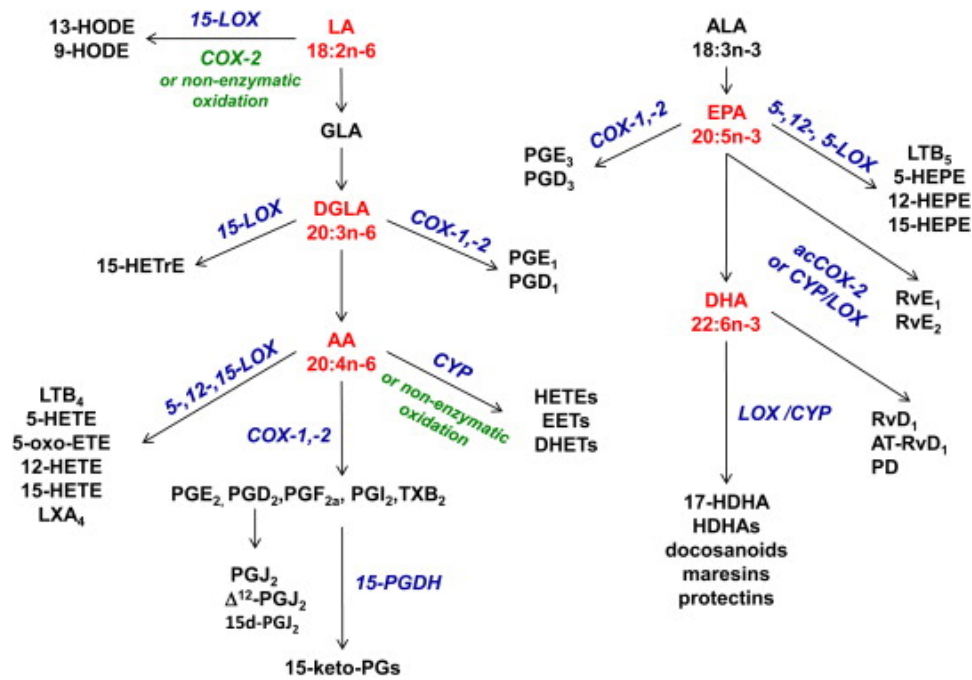 13-HODE
9-HODE
15-LOX
COX-2
or non-enzymatic
oxidation
LA
18:2n-6
GLA
15-LOX
DGLA
20:3n-6
COX-1,-2
15-HETrE
PGE₁
PGD₁
5-,12-,15-LOX
AA
20:4n-6
CYP
or non-enzymatic
oxidation
LTB₄
5-HETE
5-oxo-ETE
12-HETE
15-HETE
LXA₄
COX-1,-2
HETEs
EETs
DHETs
PGE₂, PGD₂,PGF₂ₐ, PGI₂,TXB₂
PGJ₂
Δ¹²-PGJ₂
15d-PGJ₂
15-PGDH
15-keto-PGs
ALA
18:3n-3
COX-1,-2
EPA
20:5n-3
5-,12-, 5-LOX
PGE₃
PGD₃
LTB₅
5-HEPE
12-HEPE
15-HEPE
acCOX-2
or CYP/LOX
RvE₁
RvE₂
DHA
22:6n-3
LOX /CYP
RvD₁
AT-RvD₁
PD
17-HDHA
HDHAs
docosanoids
maresins
protectins